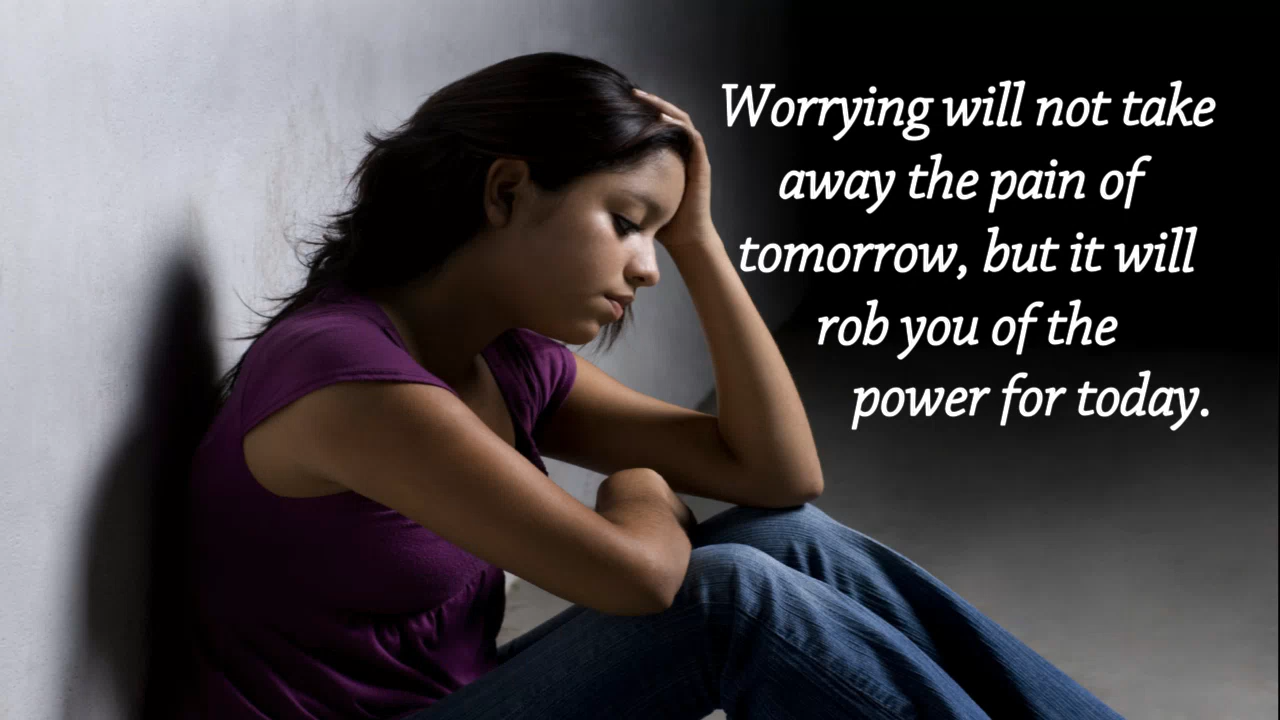 Worrying will not take
away the pain of
tomorrow, but it will
rob you of the
power for today.